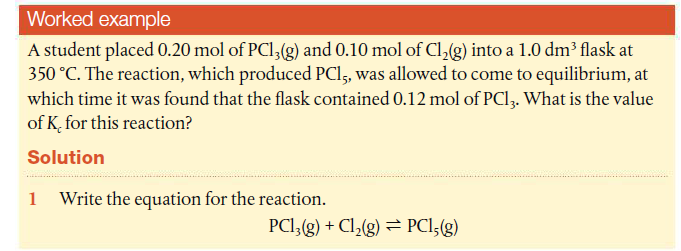 Worked example
A student placed 0.20 mol of PCl₃(g) and 0.10 mol of Cl₂(g) into a 1.0 dm³ flask at
350 °C. The reaction, which produced PCl₅, was allowed to come to equilibrium, at
which time it was found that the flask contained 0.12 mol of PCl₃. What is the value
of K꜀ for this reaction?
Solution
1 Write the equation for the reaction.
PCl₃(g) + Cl₂(g) ⇌ PCl₅(g)